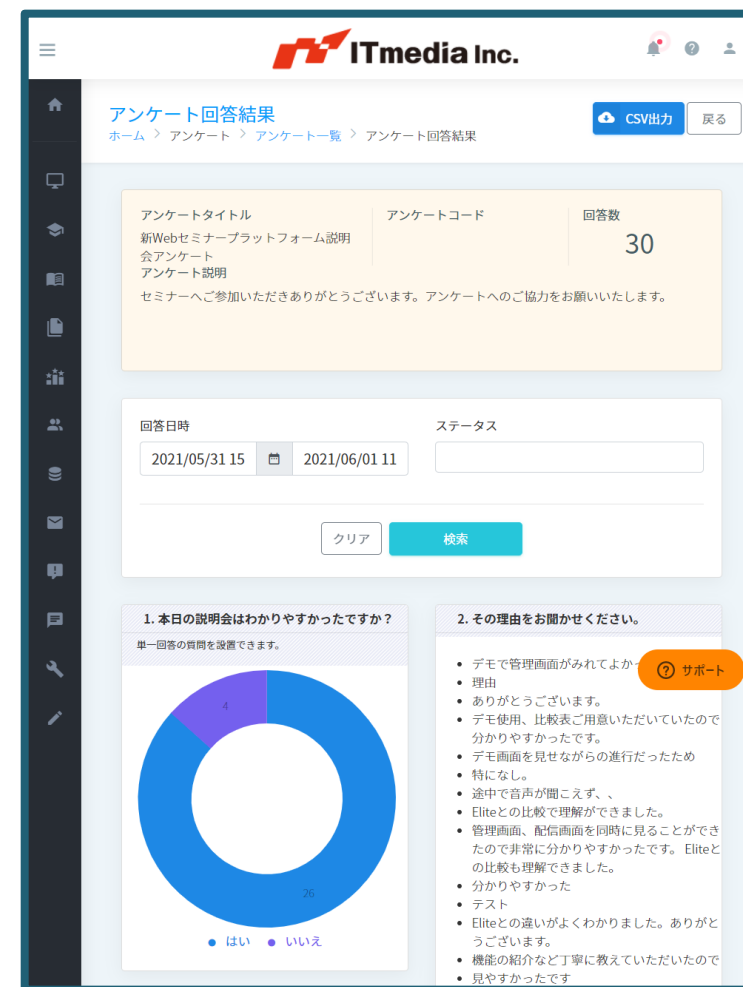 ITmedia Inc.
アンケート回答結果
ホーム > アンケート > アンケート一覧 > アンケート回答結果
CSV出力
戻る
アンケートタイトル
新Webセミナープラットフォーム説明
会アンケート
アンケートコード
回答数
30
アンケート説明
セミナーへご参加いただきありがとうございます。アンケートへのご協力をお願いいたします。
回答日時
2021/05/31 15
2021/06/01 11
ステータス
クリア
検索
1. 本日の説明会はわかりやすかったですか？
単一回答の質問を設置できます。
4
26
はい
いいえ
2. その理由をお聞かせください。
デモで管理画面がみれてよか
サポート
理由
ありがとうございます。
デモ使用、比較表ご用意いただいていたので
分かりやすかったです。
デモ画面を見せながらの進行だったため
特になし。
途中で音声が聞こえず、、
Eliteとの比較で理解ができました。
管理画面、配信画面を同時に見ることができ
たので非常に分かりやすかったです。 Eliteと
の比較も理解できました。
分かりやすかった
テスト
Eliteとの違いがよくわかりました。ありがと
うございます。
機能の紹介など丁寧に教えていただいたので
見やすかったです